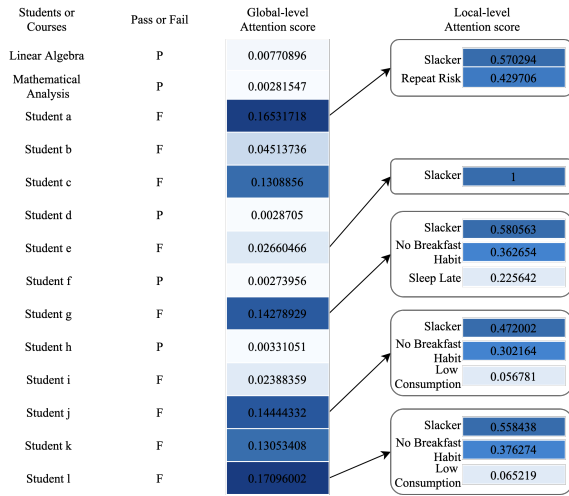 Students or Courses
Pass or Fail
Global-level Attention score
Local-level Attention score
Linear Algebra P 0.00770896
Mathematical Analysis P 0.00281547
Student a F 0.16531718
Student b F 0.04513736
Student c F 0.1308856
Student d P 0.0028705
Student e F 0.02660466
Student f P 0.00273956
Student g F 0.14278929
Student h P 0.00331051
Student i F 0.02388359
Student j F 0.14444332
Student k F 0.13053408
Student l F 0.17096002
Slacker 0.570294
Repeat Risk 0.429706
Slacker 1
Slacker 0.580563
No Breakfast Habit 0.362654
Sleep Late 0.225642
Slacker 0.472002
No Breakfast Habit 0.302164
Low Consumption 0.056781
Slacker 0.558438
No Breakfast Habit 0.376274
Low Consumption 0.065219